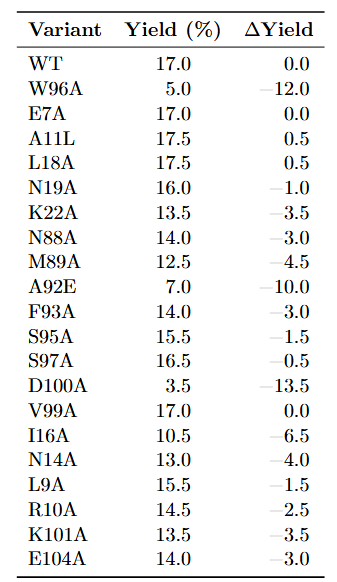 Variant Yield (%) ΔYield
WT 17.0 0.0
W96A 5.0 −12.0
E7A 17.0 0.0
A11L 17.5 0.5
L18A 17.5 0.5
N19A 16.0 −1.0
K22A 13.5 −3.5
N88A 14.0 −3.0
M89A 12.5 −4.5
A92E 7.0 −10.0
F93A 14.0 −3.0
S95A 15.5 −1.5
S97A 16.5 −0.5
D100A 3.5 −13.5
V99A 17.0 0.0
I16A 10.5 −6.5
N14A 13.0 −4.0
L9A 15.5 −1.5
R10A 14.5 −2.5
K101A 13.5 −3.5
E104A 14.0 −3.0